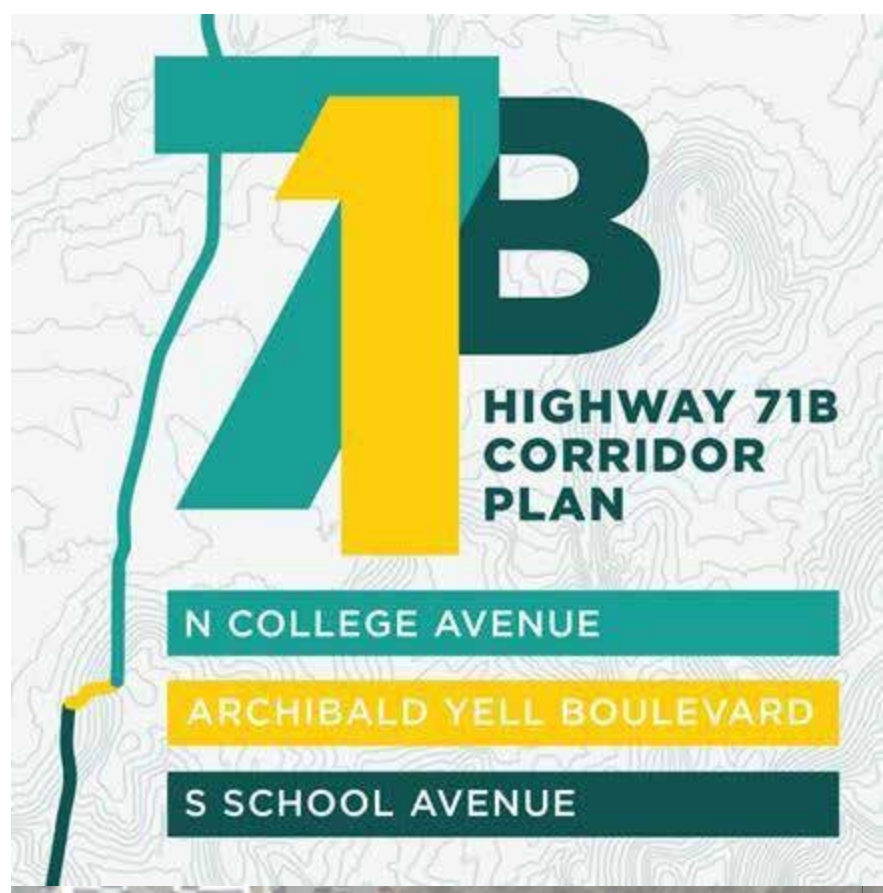 71B
HIGHWAY 71B
CORRIDOR
PLAN
N COLLEGE AVENUE
ARCHIBALD YELL BOULEVARD
S SCHOOL AVENUE